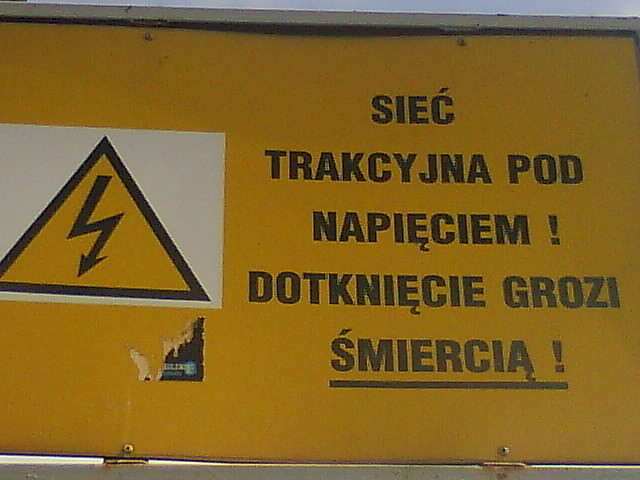 SIEĆ
TRAKCYJNA POD
NAPIĘCIEM !
DOTKNIĘCIE GROZI
ŚMIERCIĄ !